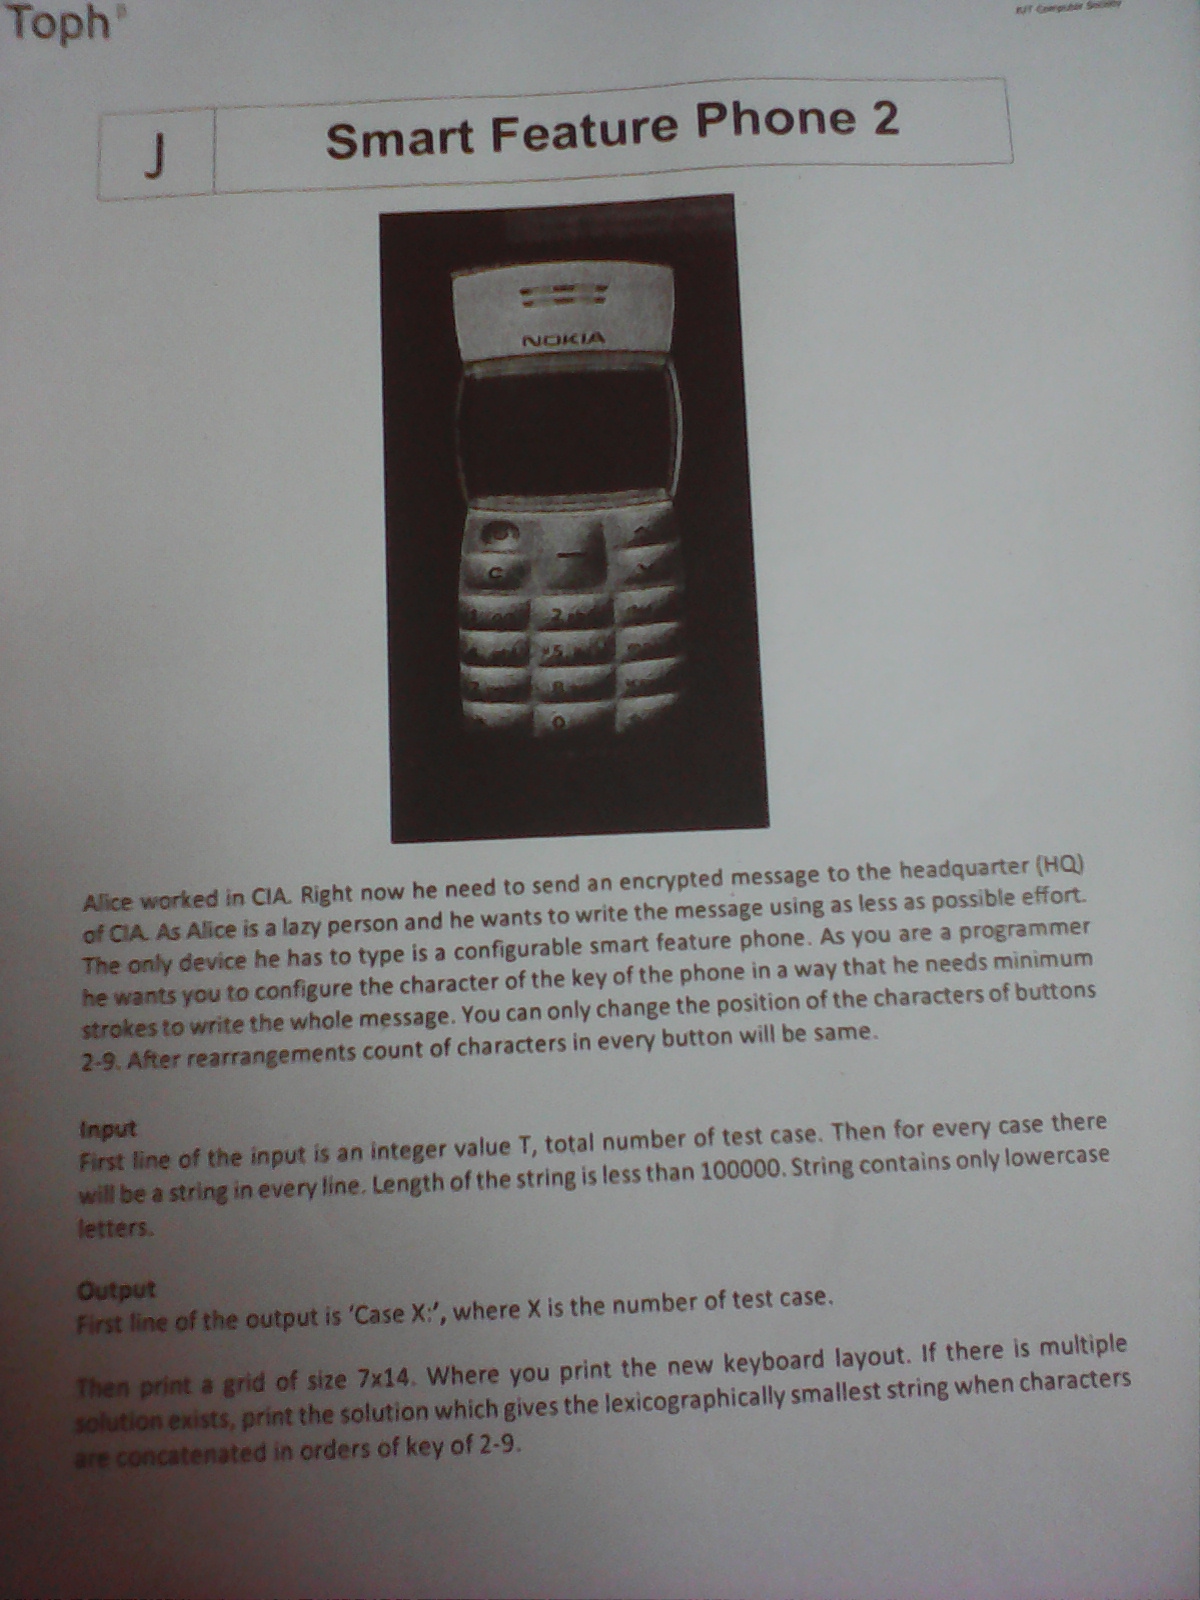 Toph
IUT Computer Society
J
Smart Feature Phone 2
NOKIA
C
2
5
8
0
Alice worked in CIA. Right now he need to send an encrypted message to the headquarter (HQ)
of CIA. As Alice is a lazy person and he wants to write the message using as less as possible effort.
The only device he has to type is a configurable smart feature phone. As you are a programmer
he wants you to configure the character of the key of the phone in a way that he needs minimum
strokes to write the whole message. You can only change the position of the characters of buttons
2-9. After rearrangements count of characters in every button will be same.
Input
First line of the input is an integer value T, total number of test case. Then for every case there
will be a string in every line. Length of the string is less than 100000. String contains only lowercase
letters.
Output
First line of the output is ‘Case X:’, where X is the number of test case.
Then print a grid of size 7x14. Where you print the new keyboard layout. If there is multiple
solution exists, print the solution which gives the lexicographically smallest string when characters
are concatenated in orders of key of 2-9.